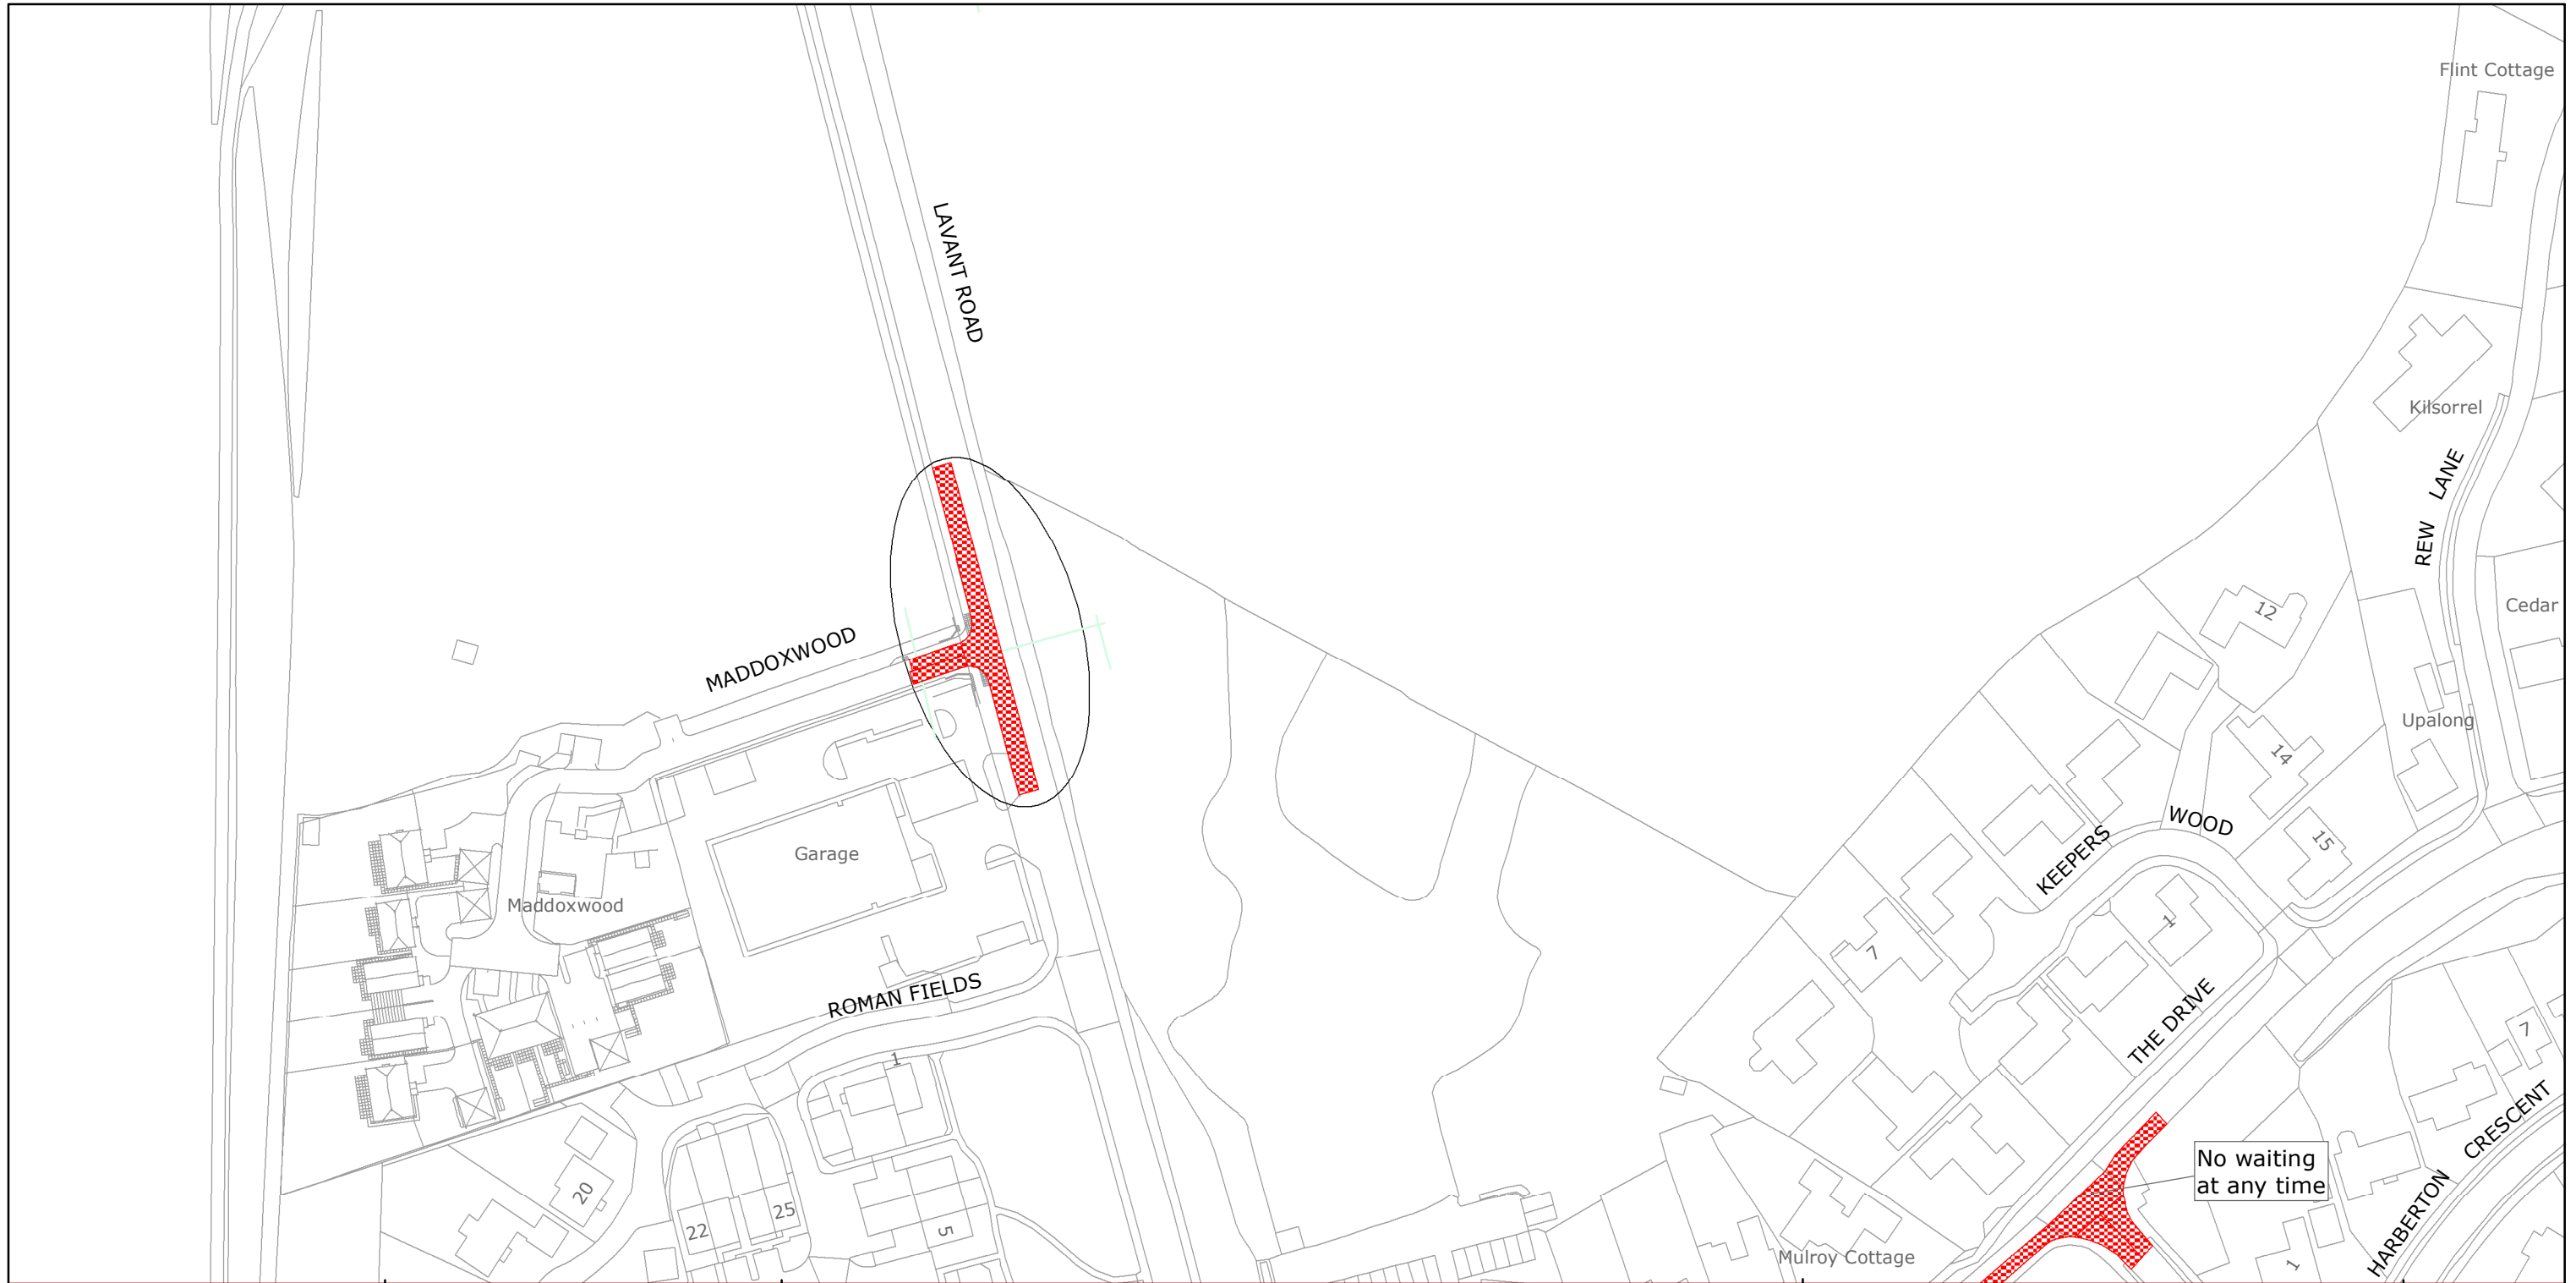 Flint Cottage
LAVANT ROAD
Kilsorrel
REW LANE
MADDOXWOOD
12
Cedar
Upalong
14
KEEPERS WOOD
15
Garage
Maddoxwood
1
7
ROMAN FIELDS
THE DRIVE
7
1
CRESCENT
HARBERTON
No waiting
at any time
20
22
25
5
Mulroy Cottage
1